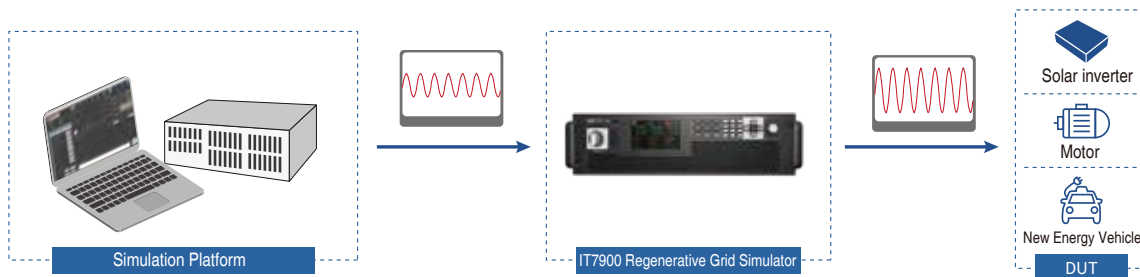 Simulation Platform
IT7900 Regenerative Grid Simulator
Solar inverter
Motor
New Energy Vehicle
DUT